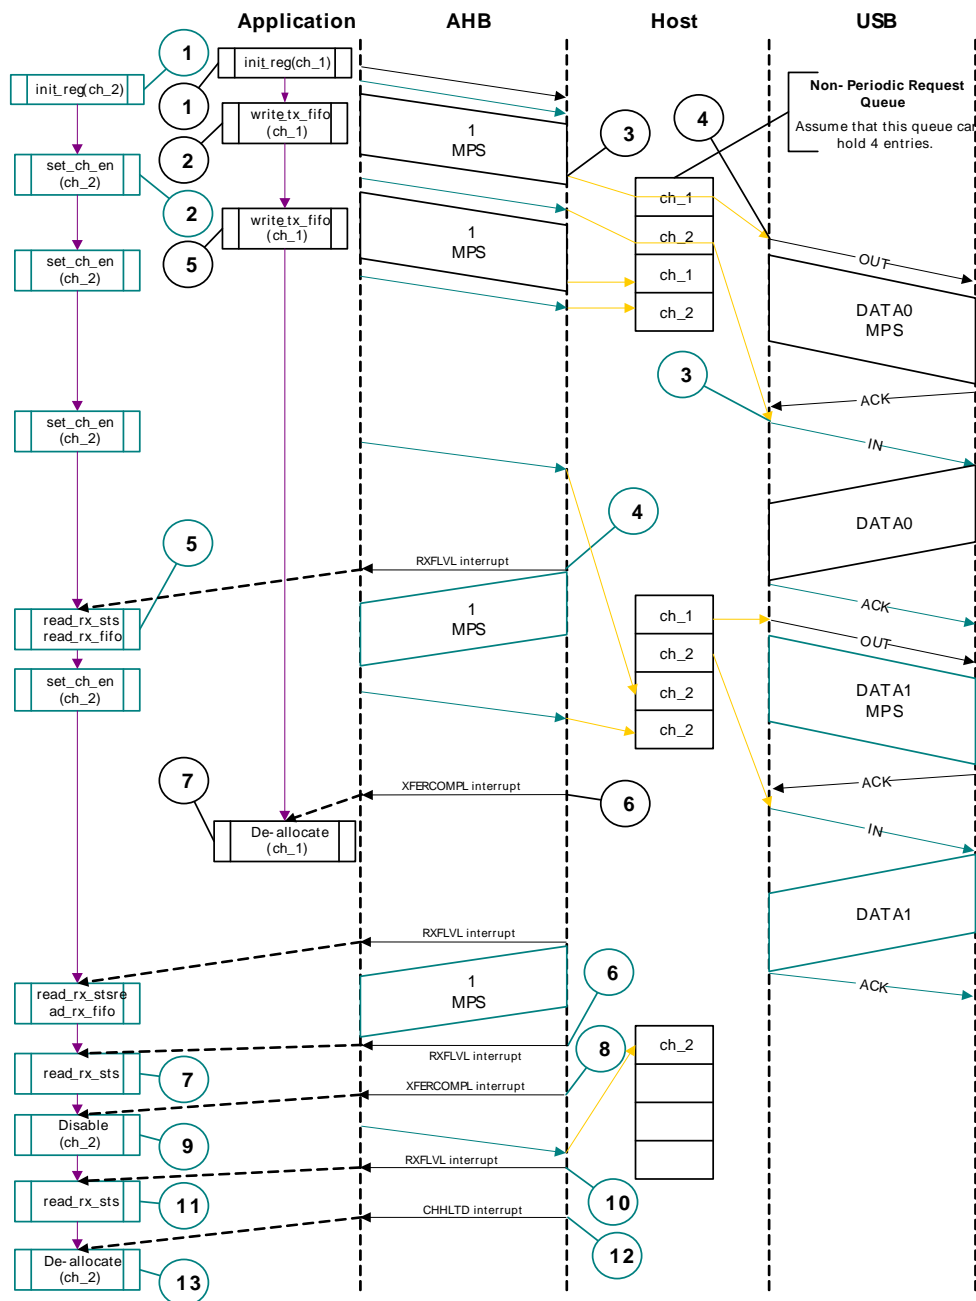 Application
AHB
Host
USB
1
init_reg(ch_1)
init_reg(ch_2)
1
Non- Periodic Request
Queue
Assume that this queue can
hold 4 entries.
write_tx_fifo
(ch_1)
1
MPS
3
4
2
set_ch_en
(ch_2)
2
ch_1
write_tx_fifo
(ch_1)
5
1
MPS
ch_2
set_ch_en
(ch_2)
ch_1
ch_2
OUT
DATA0
MPS
3
ACK
set_ch_en
(ch_2)
IN
4
5
DATA0
RXFLVL interrupt
read_rx_sts
read_rx_fifo
1
MPS
ch_1
ACK
OUT
set_ch_en
(ch_2)
ch_2
ch_2
ch_2
DATA1
MPS
7
XFERCOMPL interrupt
6
ACK
De-allocate
(ch_1)
IN
DATA1
RXFLVL interrupt
read_rx_stsre
ad_rx_fifo
1
MPS
6
ACK
RXFLVL interrupt
8
ch_2
read_rx_sts
7
XFERCOMPL interrupt
Disable
(ch_2)
9
RXFLVL interrupt
read_rx_sts
11
10
CHHLTD interrupt
12
De-allocate
(ch_2)
13